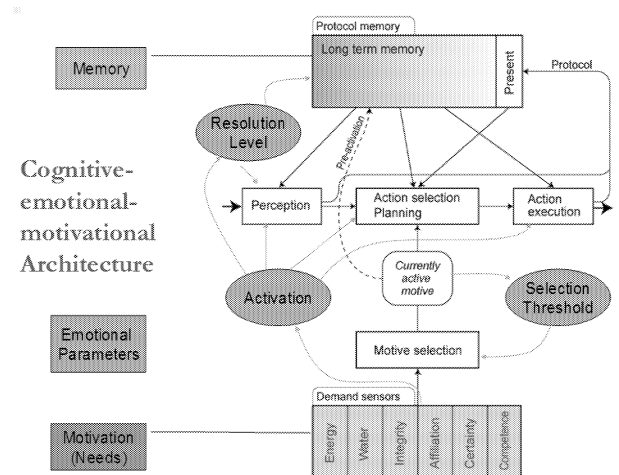 Protocol memory
Long term memory
Present
Memory
Protocol
Resolution
Level
Pre-activation
Cognitive-
emotional-
motivational
Architecture
Perception
Action selection
Planning
Action
execution
Currently
active
motive
Activation
Selection
Threshold
Emotional
Parameters
Motive selection
Demand sensors
Motivation
(Needs)
Energy
Water
Integrity
Affiliation
Certainty
Competence